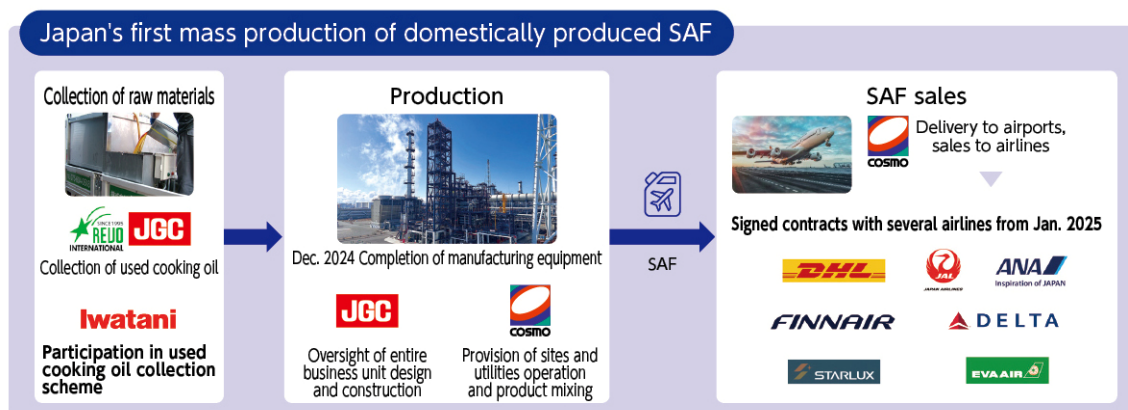 Japan's first mass production of domestically produced SAF
Collection of raw materials
SINCE 1999
REVO
INTERNATIONAL
JGC
Collection of used cooking oil
Iwatani
Participation in used
cooking oil collection
scheme
Production
Dec. 2024 Completion of manufacturing equipment
JGC
Oversight of entire
business unit design
and construction
COSMO
Provision of sites and
utilities operation
and product mixing
SAF
SAF sales
COSMO
Delivery to airports,
sales to airlines
Signed contracts with several airlines from Jan. 2025
DHL
JAL
JAPAN AIRLINES
ANA
Inspiration of JAPAN
FINNAIR
DELTA
STARLUX
EVA AIR